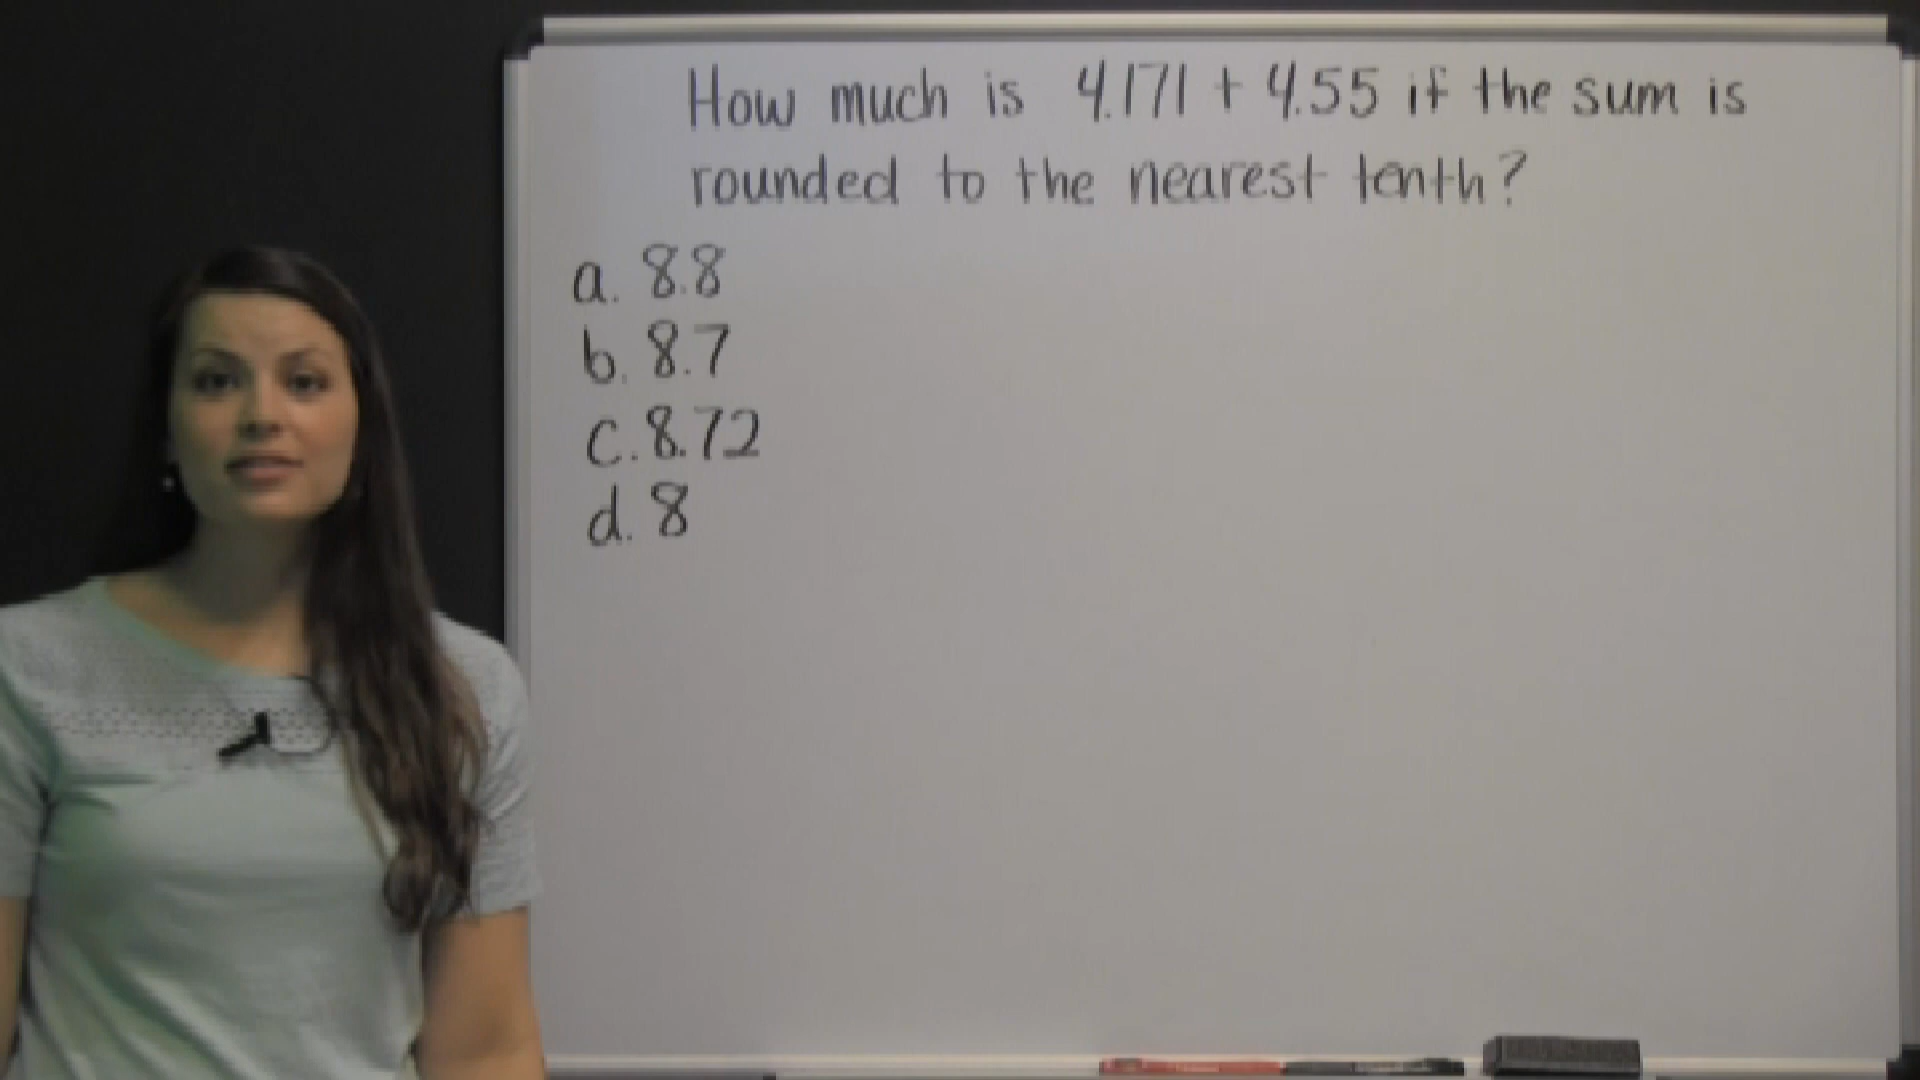 How much is 4.171 + 4.55 if the sum is
rounded to the nearest tenth?
a. 8.8
b. 8.7
c. 8.72
d. 8